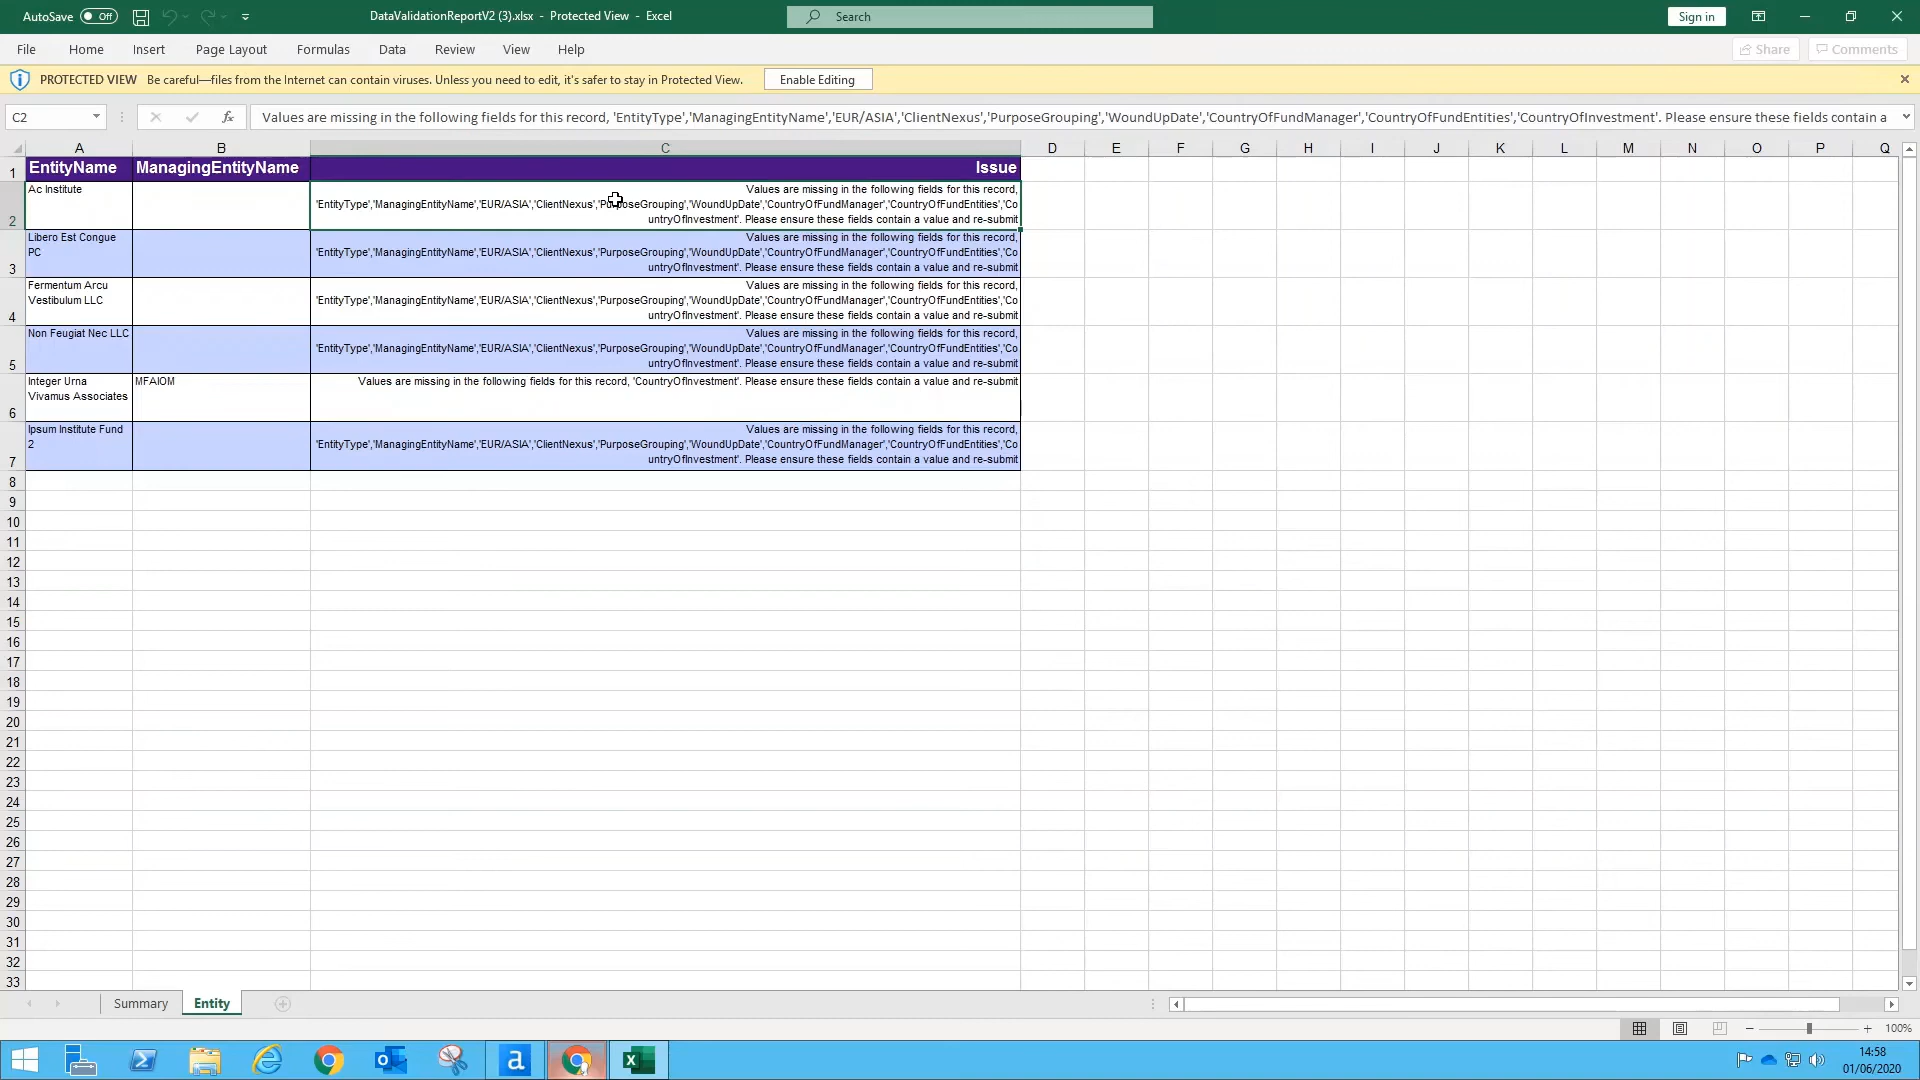 AutoSave Off DataValidationReportV2 (3).xlsx - Protected View - Excel Search Sign in
File Home Insert Page Layout Formulas Data Review View Help Share Comments
PROTECTED VIEW Be careful—files from the Internet can contain viruses. Unless you need to edit, it's safer to stay in Protected View. Enable Editing
C2 fx Values are missing in the following fields for this record, 'EntityType','ManagingEntityName','EUR/ASIA','ClientNexus','PurposeGrouping','WoundUpDate','CountryOfFundManager','CountryOfFundEntities','CountryOfInvestment'. Please ensure these fields contain a
A B C D E F G H I J K L M N O P Q
1 EntityName ManagingEntityName Issue
Ac Institute Values are missing in the following fields for this record,
'EntityType','ManagingEntityName','EUR/ASIA','ClientNexus','PurposeGrouping','WoundUpDate','CountryOfFundManager','CountryOfFundEntities','Co
2 untryOfInvestment'. Please ensure these fields contain a value and re-submit
Libero Est Congue Values are missing in the following fields for this record,
PC 'EntityType','ManagingEntityName','EUR/ASIA','ClientNexus','PurposeGrouping','WoundUpDate','CountryOfFundManager','CountryOfFundEntities','Co
3 untryOfInvestment'. Please ensure these fields contain a value and re-submit
Fermentum Arcu Values are missing in the following fields for this record,
Vestibulum LLC 'EntityType','ManagingEntityName','EUR/ASIA','ClientNexus','PurposeGrouping','WoundUpDate','CountryOfFundManager','CountryOfFundEntities','Co
4 untryOfInvestment'. Please ensure these fields contain a value and re-submit
Non Feugiat Nec LLC Values are missing in the following fields for this record,
'EntityType','ManagingEntityName','EUR/ASIA','ClientNexus','PurposeGrouping','WoundUpDate','CountryOfFundManager','CountryOfFundEntities','Co
5 untryOfInvestment'. Please ensure these fields contain a value and re-submit
Integer Urna MFAIOM Values are missing in the following fields for this record, 'CountryOfInvestment'. Please ensure these fields contain a value and re-submit
Vivamus Associates
6
Ipsum Institute Fund Values are missing in the following fields for this record,
2 'EntityType','ManagingEntityName','EUR/ASIA','ClientNexus','PurposeGrouping','WoundUpDate','CountryOfFundManager','CountryOfFundEntities','Co
7 untryOfInvestment'. Please ensure these fields contain a value and re-submit
8
9
10
11
12
13
14
15
16
17
18
19
20
21
22
23
24
25
26
27
28
29
30
31
32
33
Summary Entity
100%
14:58
01/06/2020